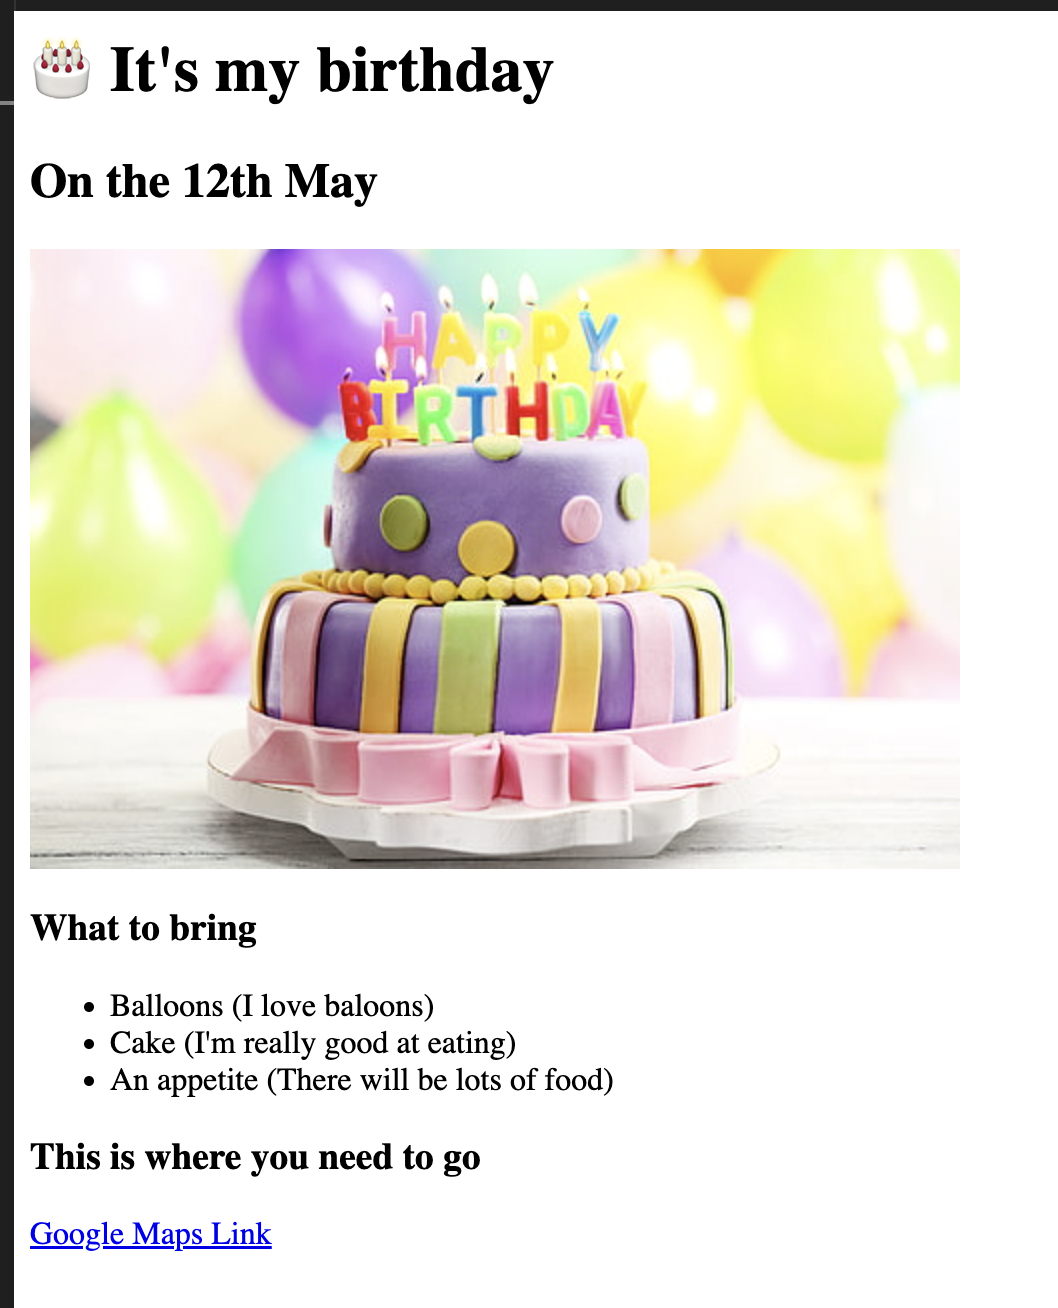 🎂 It's my birthday
On the 12th May
HAPPY
BIRTHDAY
What to bring
• Balloons (I love baloons)
• Cake (I'm really good at eating)
• An appetite (There will be lots of food)
This is where you need to go
Google Maps Link